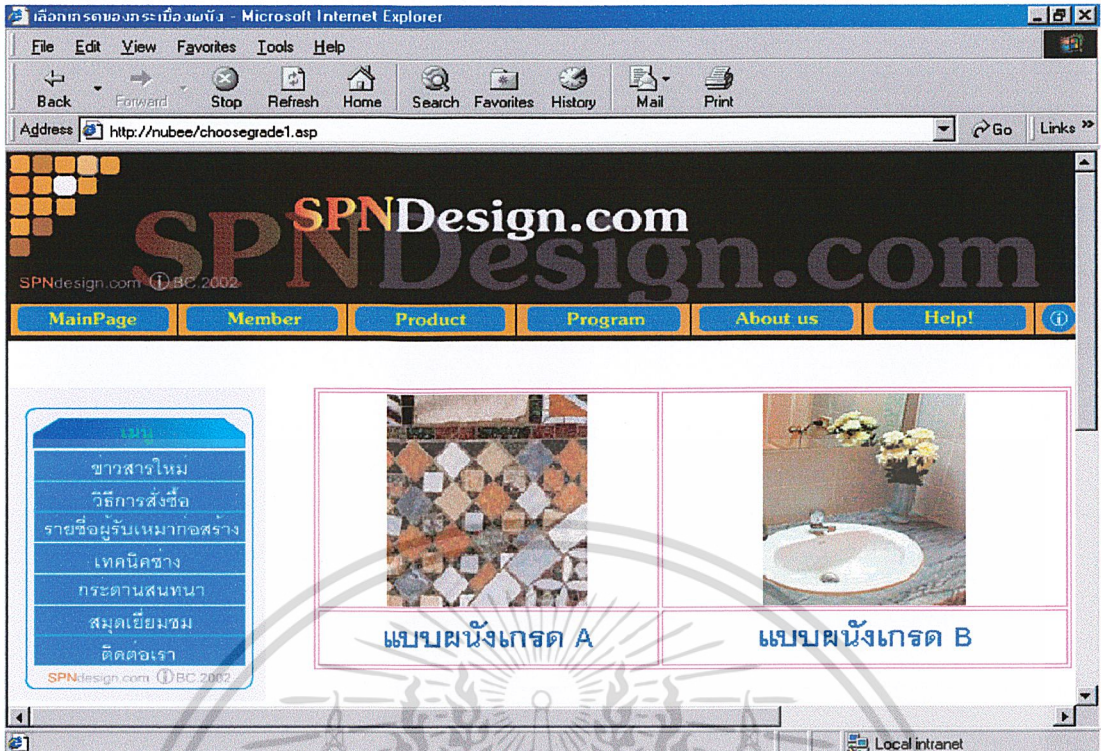 เลือกเกรดของกระเบื้องผนัง - Microsoft Internet Explorer
File Edit View Favorites Tools Help
Back Forward Stop Refresh Home Search Favorites History Mail Print
Address http://nubee/choosegrade1.asp Go Links »
SPNDesign.com
SPNDesign.com
SPNdesign.com ⓘ BC.2002
MainPage Member Product Program About us Help! ⓘ
เมนู
ข่าวสารใหม่
วิธีการสั่งซื้อ
รายชื่อผู้รับเหมาก่อสร้าง
เทคนิคช่าง
กระดานสนทนา
สมุดเยี่ยมชม
ติดต่อเรา
SPNdesign.com ⓘ BC.2002
แบบผนังเกรด A แบบผนังเกรด B
Local intranet